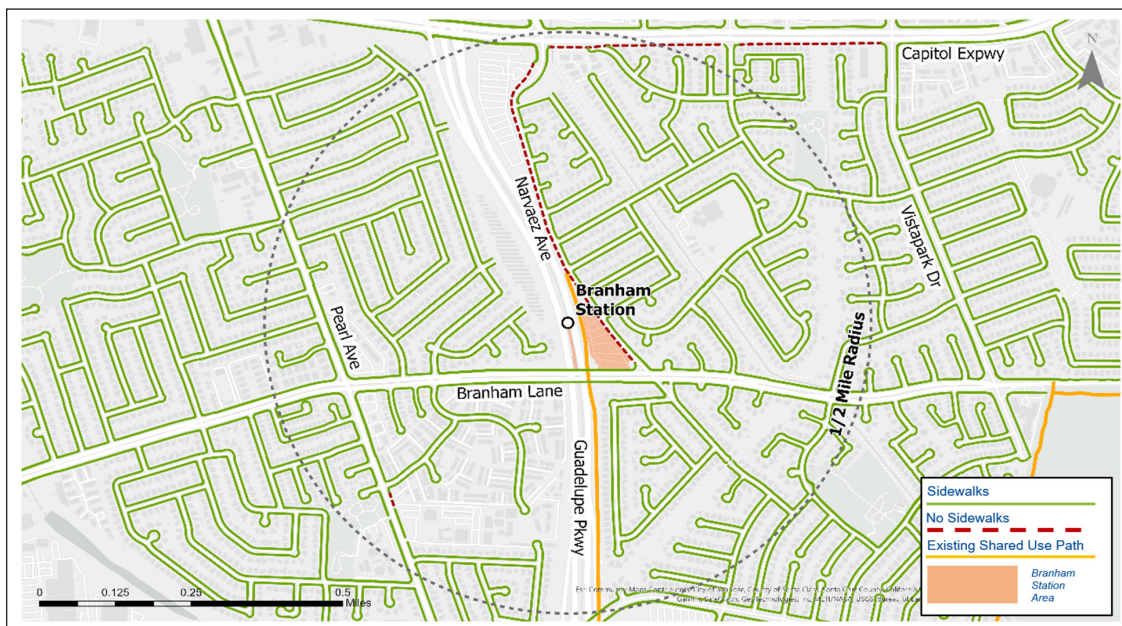 Capitol Expwy
N
Narvaez Ave
Vistapark Dr
Branham
Station
Pearl Ave
1/2 Mile Radius
Branham Lane
Guadelupe Pkwy
Sidewalks
No Sidewalks
Existing Shared Use Path
Branham
Station
Area
0 0.125 0.25 0.5
Miles